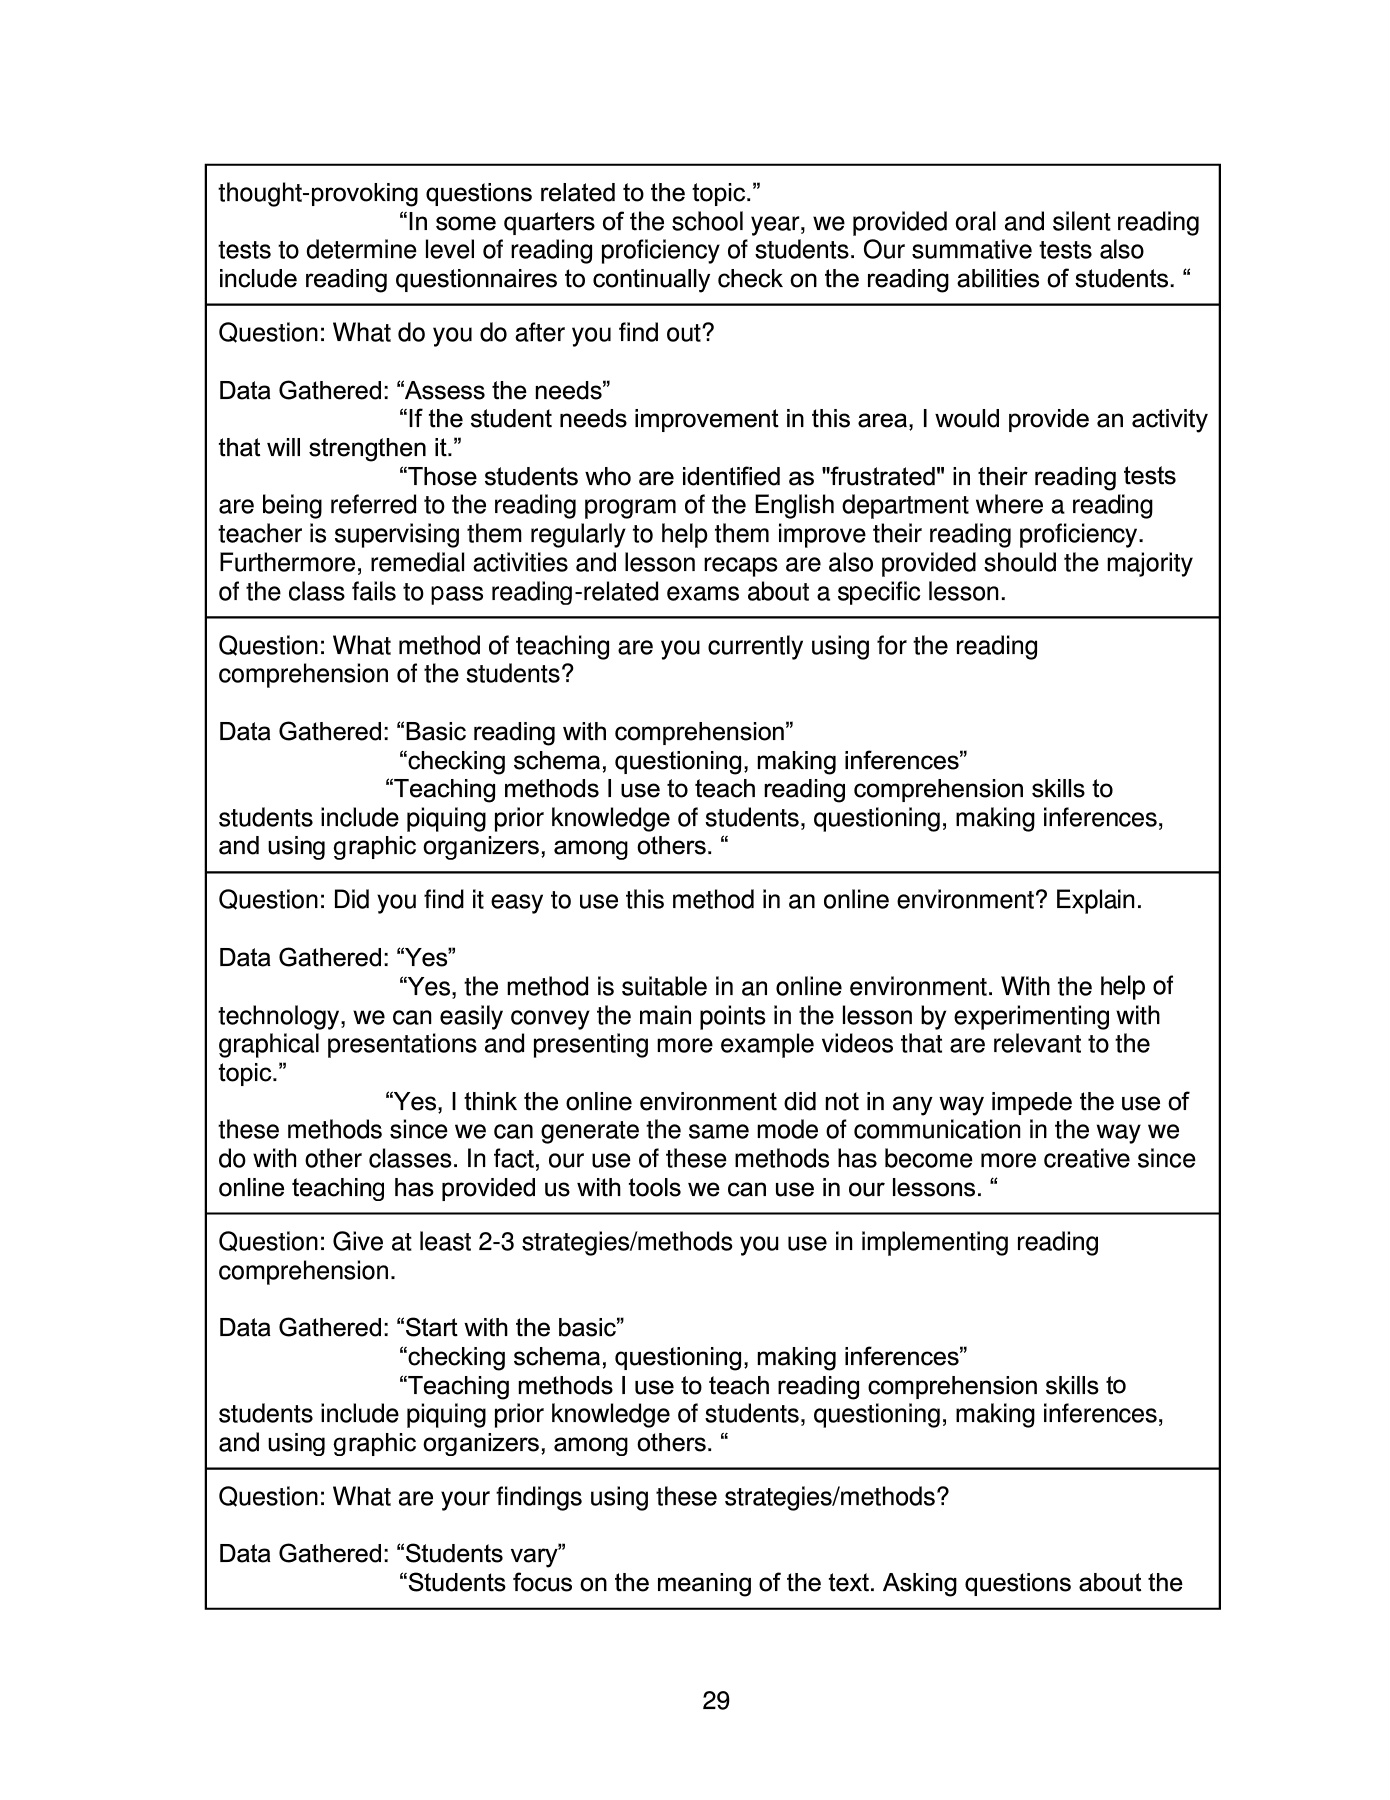 thought-provoking questions related to the topic.”
“In some quarters of the school year, we provided oral and silent reading
tests to determine level of reading proficiency of students. Our summative tests also
include reading questionnaires to continually check on the reading abilities of students. “
Question: What do you do after you find out?
Data Gathered: “Assess the needs”
“If the student needs improvement in this area, I would provide an activity
that will strengthen it.”
“Those students who are identified as "frustrated" in their reading tests
are being referred to the reading program of the English department where a reading
teacher is supervising them regularly to help them improve their reading proficiency.
Furthermore, remedial activities and lesson recaps are also provided should the majority
of the class fails to pass reading-related exams about a specific lesson.
Question: What method of teaching are you currently using for the reading
comprehension of the students?
Data Gathered: “Basic reading with comprehension”
“checking schema, questioning, making inferences”
“Teaching methods I use to teach reading comprehension skills to
students include piquing prior knowledge of students, questioning, making inferences,
and using graphic organizers, among others. “
Question: Did you find it easy to use this method in an online environment? Explain.
Data Gathered: “Yes”
“Yes, the method is suitable in an online environment. With the help of
technology, we can easily convey the main points in the lesson by experimenting with
graphical presentations and presenting more example videos that are relevant to the
topic.”
“Yes, I think the online environment did not in any way impede the use of
these methods since we can generate the same mode of communication in the way we
do with other classes. In fact, our use of these methods has become more creative since
online teaching has provided us with tools we can use in our lessons. “
Question: Give at least 2-3 strategies/methods you use in implementing reading
comprehension.
Data Gathered: “Start with the basic”
“checking schema, questioning, making inferences”
“Teaching methods I use to teach reading comprehension skills to
students include piquing prior knowledge of students, questioning, making inferences,
and using graphic organizers, among others. “
Question: What are your findings using these strategies/methods?
Data Gathered: “Students vary”
“Students focus on the meaning of the text. Asking questions about the
29